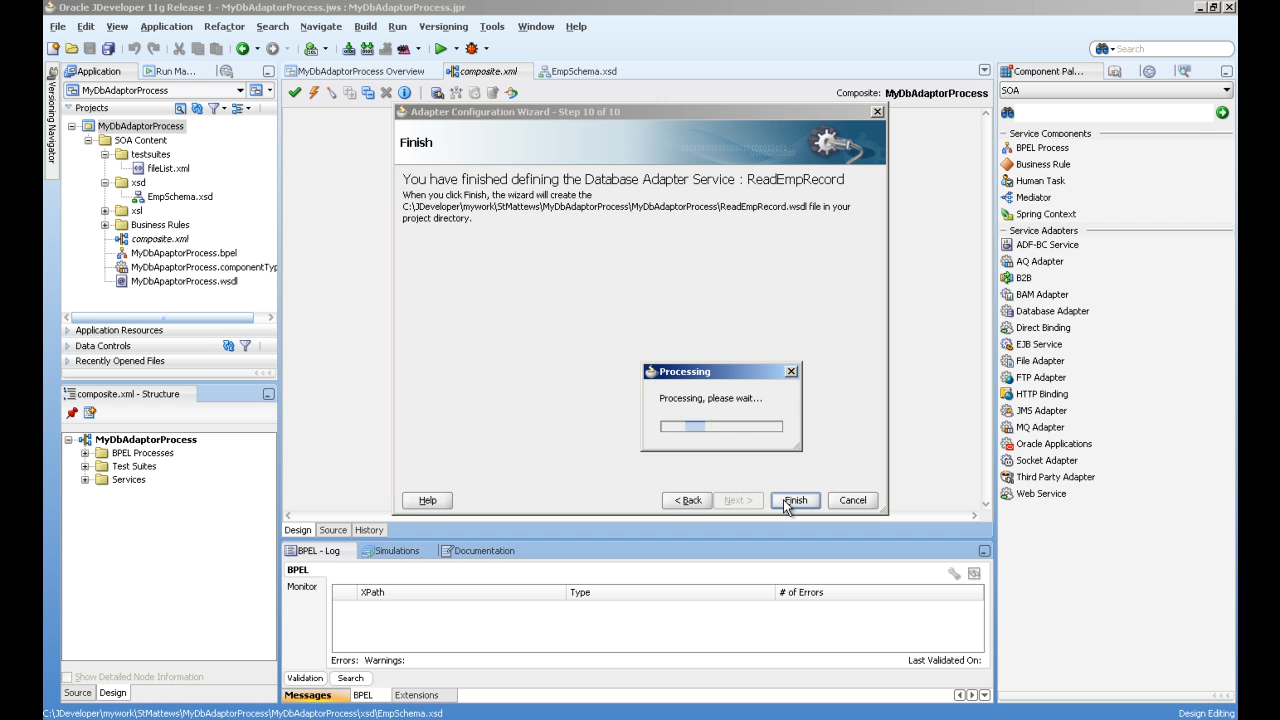 Oracle JDeveloper 11g Release 1 - MyDbAdaptorProcess.jws : MyDbAdaptorProcess.jpr
File Edit View Application Refactor Search Navigate Build Run Versioning Tools Window Help
Search
Application
Run Ma...
MyDbAdaptorProcess Overview
composite.xml
EmpSchema.xsd
Component Pal...
Versioning Navigator
MyDbAdaptorProcess
Composite: MyDbAdaptorProcess
SOA
Projects
MyDbAdaptorProcess
SOA Content
testsuites
fileList.xml
xsd
EmpSchema.xsd
xsl
Business Rules
composite.xml
MyDbApaptorProcess.bpel
MyDbApaptorProcess.componentTyp
MyDbApaptorProcess.wsdl
Application Resources
Data Controls
Recently Opened Files
composite.xml - Structure
MyDbAdaptorProcess
BPEL Processes
Test Suites
Services
Show Detailed Node Information
Source Design
Adapter Configuration Wizard - Step 10 of 10
Finish
You have finished defining the Database Adapter Service : ReadEmpRecord
When you click Finish, the wizard will create the
C:\JDeveloper\mywork\StMattews\MyDbAdaptorProcess\MyDbAdaptorProcess\ReadEmpRecord.wsdl file in your
project directory.
Processing
Processing, please wait...
Help
< Back
Next >
Finish
Cancel
Design Source History
BPEL - Log
Simulations
Documentation
BPEL
Monitor
XPath
Type
# of Errors
Errors: Warnings:
Last Validated On:
Validation
Search
Messages
BPEL
Extensions
Service Components
BPEL Process
Business Rule
Human Task
Mediator
Spring Context
Service Adapters
ADF-BC Service
AQ Adapter
B2B
BAM Adapter
Database Adapter
Direct Binding
EJB Service
File Adapter
FTP Adapter
HTTP Binding
JMS Adapter
MQ Adapter
Oracle Applications
Socket Adapter
Third Party Adapter
Web Service
C:\JDeveloper\mywork\StMattews\MyDbAdaptorProcess\MyDbAdaptorProcess\xsd\EmpSchema.xsd
Design Editing